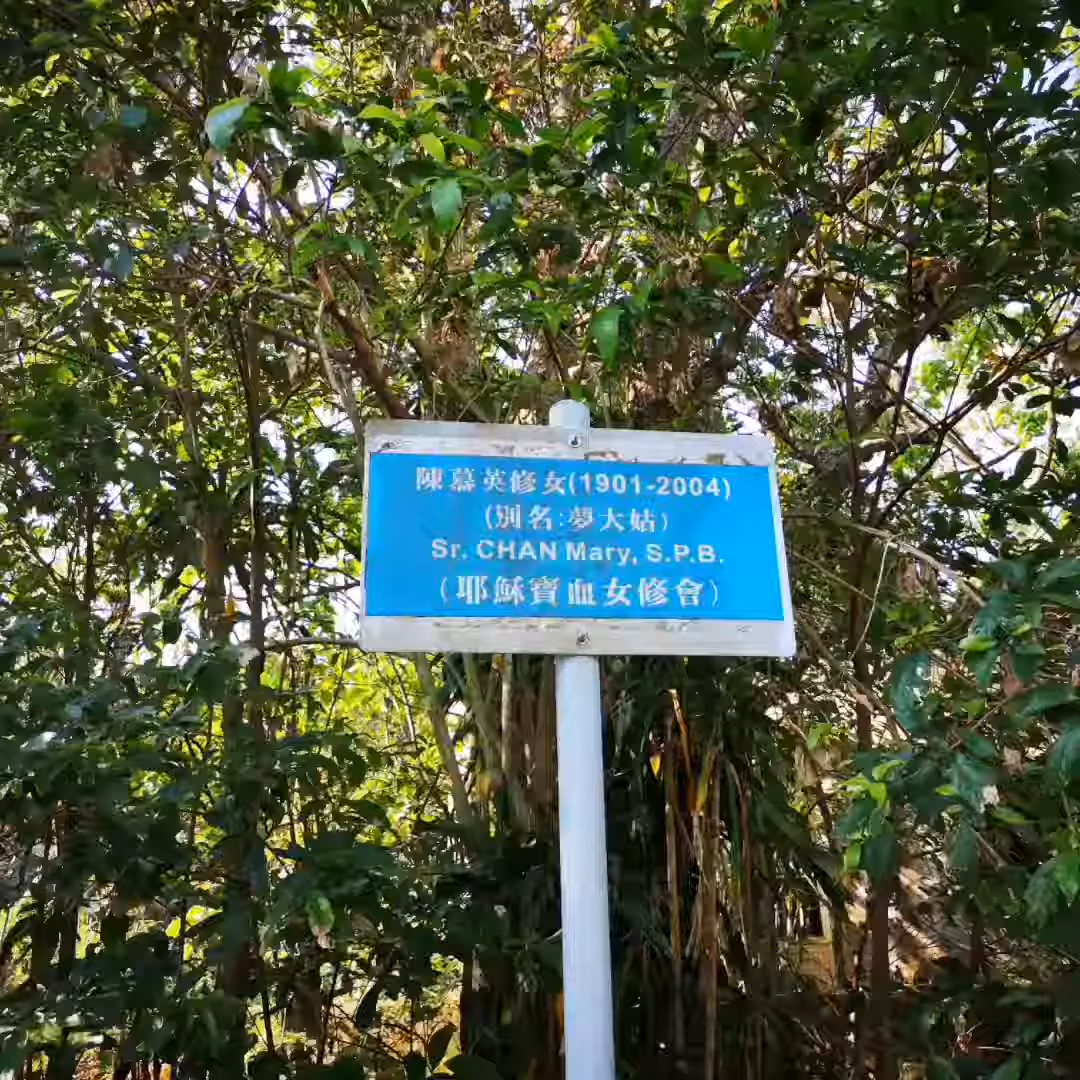 陳慕英修女(1901-2004)
(別名:夢大姑)
Sr. CHAN Mary, S.P.B.
(耶穌寶血女修會)